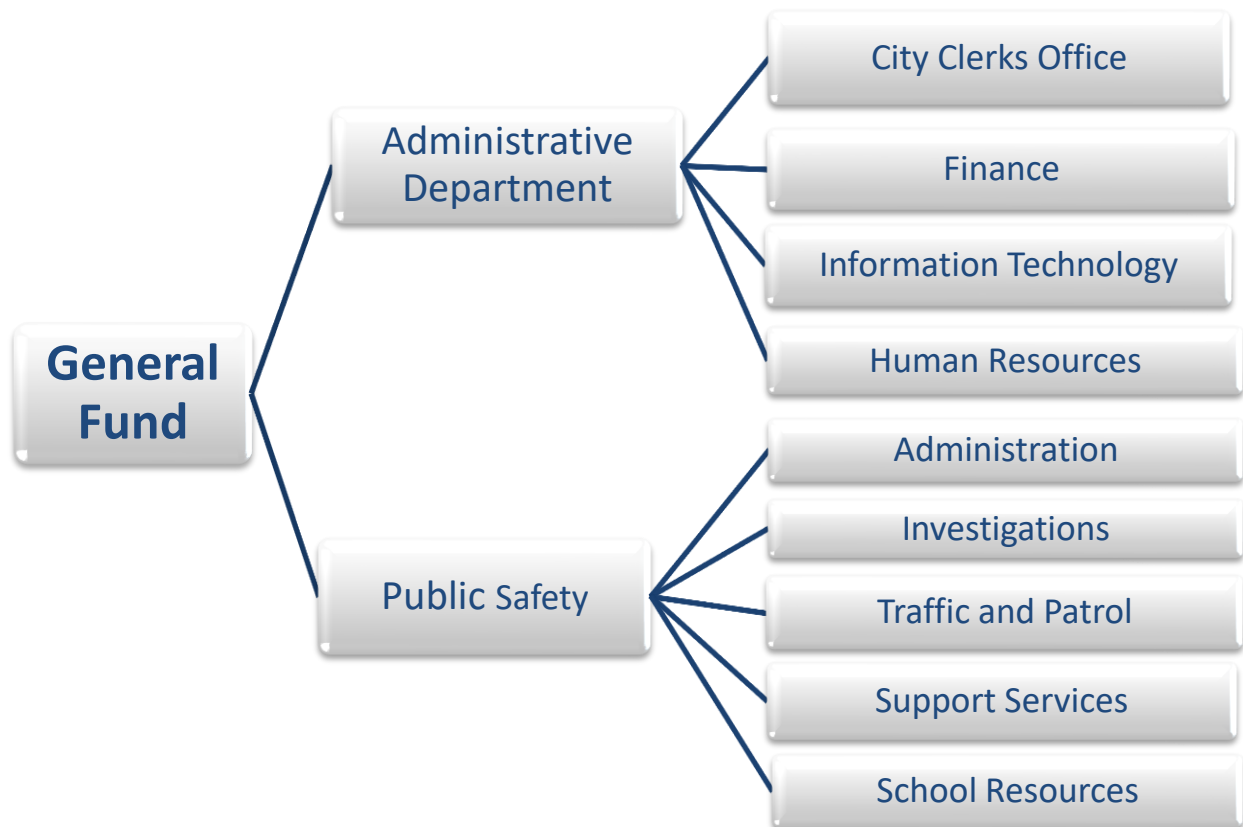 General
Fund
Administrative
Department
City Clerks Office
Finance
Information Technology
Human Resources
Public Safety
Administration
Investigations
Traffic and Patrol
Support Services
School Resources